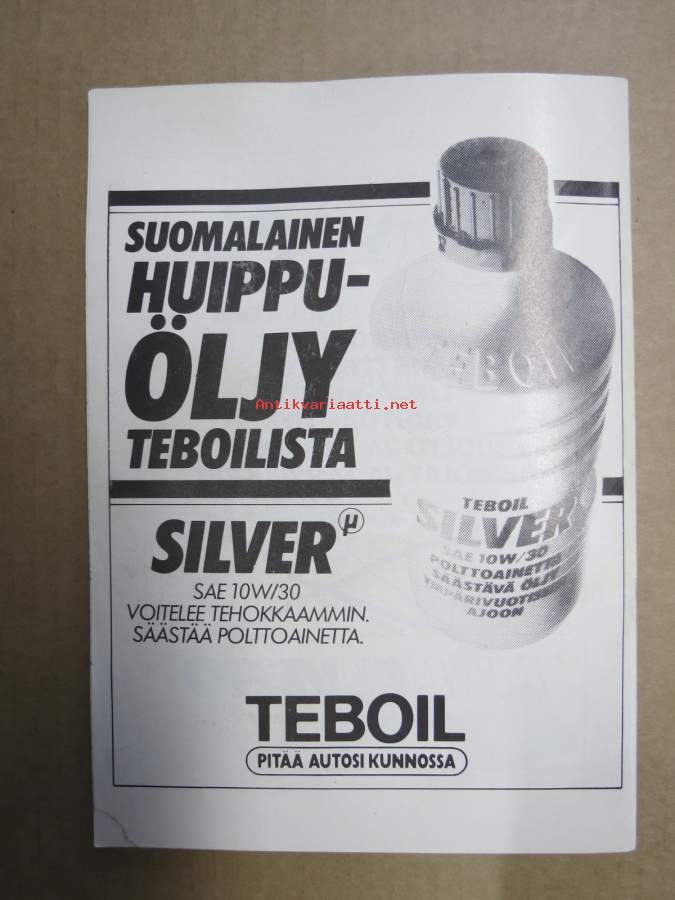 SUOMALAINEN
HUIPPU-
ÖLJY
TEBOILISTA
Antikvariaatti.net
SILVER µ
SAE 10W/30
VOITELEE TEHOKKAAMMIN.
SÄÄSTÄÄ POLTTOAINETTA.
TEBOIL
SILVER
SAE 10W/30
POLTTOAINETTA
SÄÄSTÄVÄ ÖLJY
AJOON
TEBOIL
PITÄÄ AUTOSI KUNNOSSA